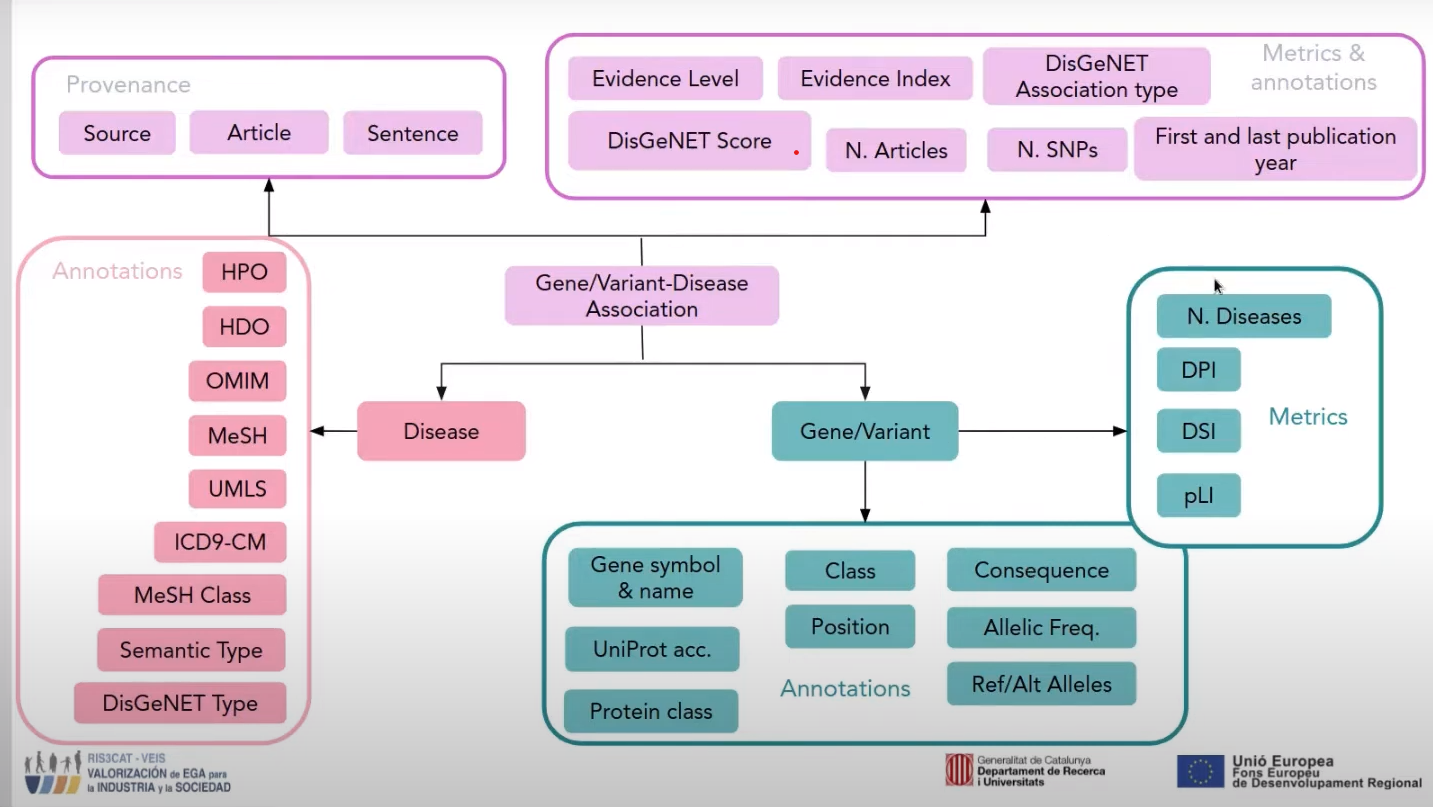 Provenance
Source
Article
Sentence
Metrics &
annotations
Evidence Level
Evidence Index
DisGeNET
Association type
DisGeNET Score
N. Articles
N. SNPs
First and last publication
year
Gene/Variant-Disease
Association
Annotations
HPO
HDO
OMIM
MeSH
UMLS
ICD9-CM
MeSH Class
Semantic Type
DisGeNET Type
Disease
Gene/Variant
N. Diseases
DPI
DSI
pLI
Metrics
Gene symbol
& name
UniProt acc.
Protein class
Class
Position
Annotations
Consequence
Allelic Freq.
Ref/Alt Alleles
RIS3CAT - VEIS
VALORIZACIÓN de EGA para
la INDUSTRIA y la SOCIEDAD
Generalitat de Catalunya
Departament de Recerca
i Universitats
Unió Europea
Fons Europeu
de Desenvolupament Regional